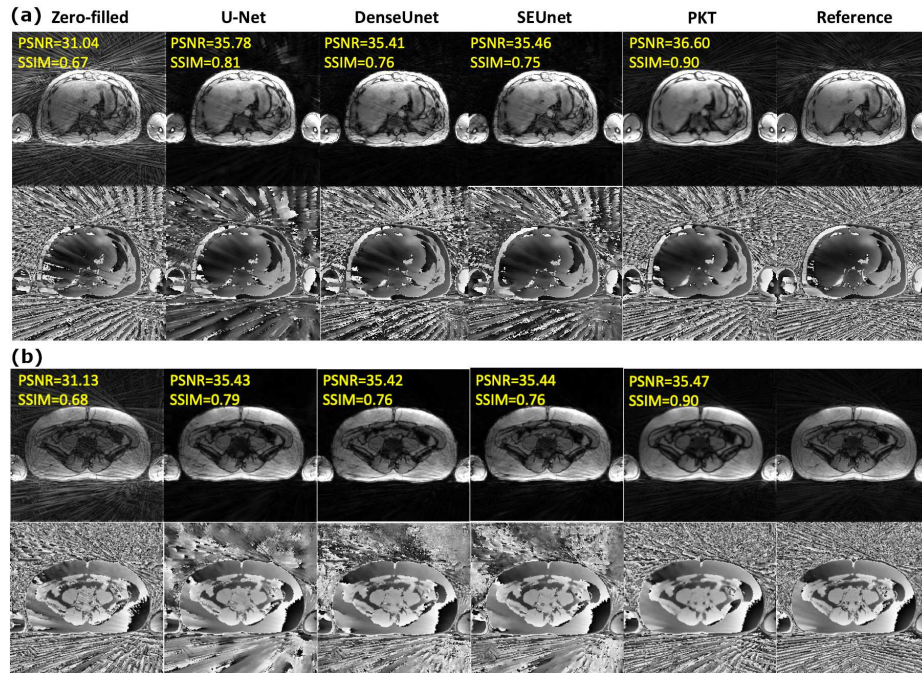 (a)
Zero-filled U-Net DenseUnet SEUnet PKT Reference
PSNR=31.04 PSNR=35.78 PSNR=35.41 PSNR=35.46 PSNR=36.60
SSIM=0.67 SSIM=0.81 SSIM=0.76 SSIM=0.75 SSIM=0.90
(b)
PSNR=31.13 PSNR=35.43 PSNR=35.42 PSNR=35.44 PSNR=35.47
SSIM=0.68 SSIM=0.79 SSIM=0.76 SSIM=0.76 SSIM=0.90